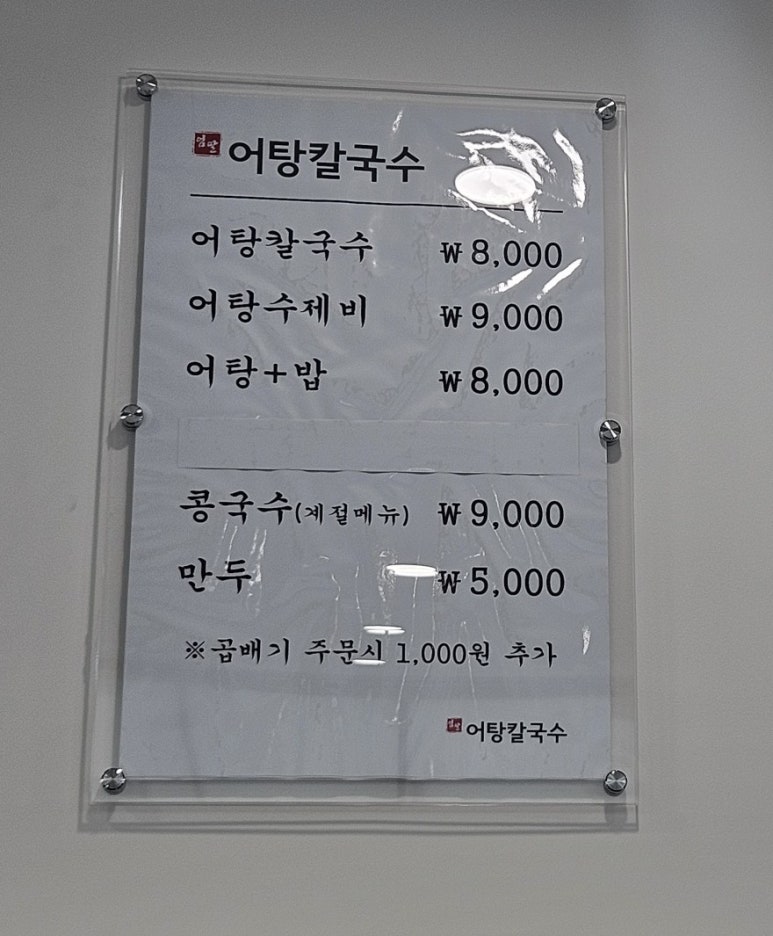 엄딸 어탕칼국수
어탕칼국수 ₩ 8,000
어탕수제비 ₩ 9,000
어탕+밥 ₩ 8,000
콩국수(계절메뉴) ₩ 9,000
만두 ₩ 5,000
※곱배기 주문시 1,000원 추가
어탕칼국수